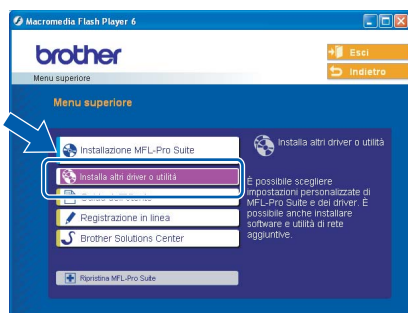 Macromedia Flash Player 6
brother
Esci
Menu superiore
Indietro
Menu superiore
Installazione MFL-Pro Suite
Installa altri driver o utilità
Installa altri driver o utilità
È possibile scegliere
impostazioni personalizzate di
MFL-Pro Suite e dei driver. È
possibile anche installare
software e utilità di rete
aggiuntive.
Registrazione in linea
Brother Solutions Center
Ripristina MFL-Pro Suite